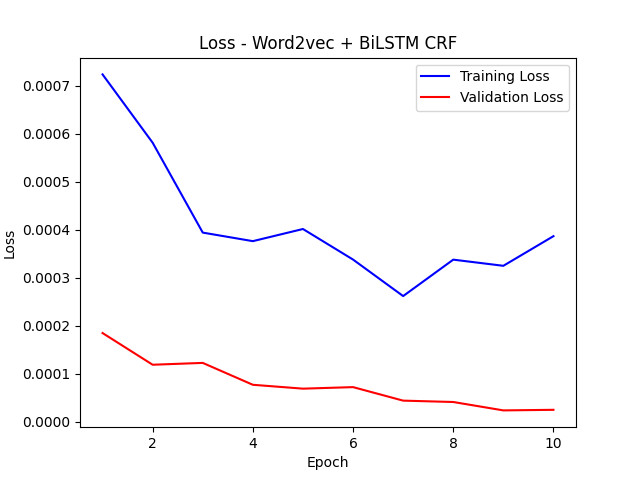 Loss - Word2vec + BiLSTM CRF
Training Loss
Validation Loss
0.0007
0.0006
0.0005
0.0004
0.0003
0.0002
0.0001
0.0000
Loss
2 4 6 8 10
Epoch